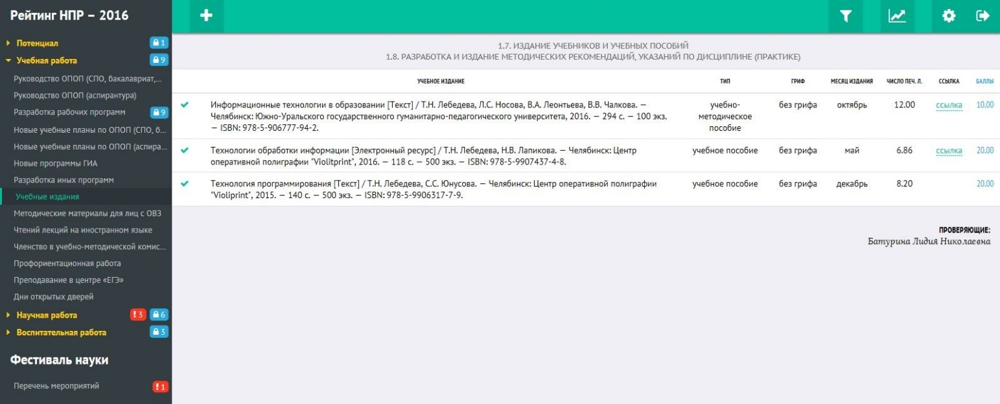 Рейтинг НПР – 2016
Потенциал 1
Учебная работа 9
Руководство ОПОП (СПО, бакалавриат,...
Руководство ОПОП (аспирантура)
Разработка рабочих программ 9
Новые учебные планы по ОПОП (СПО, б...
Новые учебные планы по ОПОП (аспира...
Новые программы ГИА
Разработка иных программ
Учебные издания
Методические материалы для лиц с ОВЗ
Чтений лекций на иностранном языке
Членство в учебно-методической комис...
Профориентационная работа
Преподавание в центре «ЕГЭ»
Дни открытых дверей
Научная работа !3 6
Воспитательная работа 3
Фестиваль науки
Перечень мероприятий !1
1.7. ИЗДАНИЕ УЧЕБНИКОВ И УЧЕБНЫХ ПОСОБИЙ
1.8. РАЗРАБОТКА И ИЗДАНИЕ МЕТОДИЧЕСКИХ РЕКОМЕНДАЦИЙ, УКАЗАНИЙ ПО ДИСЦИПЛИНЕ (ПРАКТИКЕ)
УЧЕБНОЕ ИЗДАНИЕ ТИП ГРИФ МЕСЯЦ ИЗДАНИЯ ЧИСЛО ПЕЧ. Л. ССЫЛКА БАЛЛЫ
Информационные технологии в образовании [Текст] / Т.Н. Лебедева, Л.С. Носова, В.А. Леонтьева, В.В. Чалкова. — учебно- без грифа октябрь 12.00 ссылка 10.00
Челябинск: Южно-Уральского государственного гуманитарно-педагогического университета, 2016. — 294 с. — 100 экз. методическое
— ISBN: 978-5-906777-94-2. пособие
Технологии обработки информации [Электронный ресурс] / Т.Н. Лебедева, Н.В. Лапикова. — Челябинск: Центр учебное пособие без грифа май 6.86 ссылка 20.00
оперативной полиграфии "Violitprint", 2016. — 118 с. — 500 экз. — ISBN: 978-5-9907437-4-8.
Технология программирования [Текст] / Т.Н. Лебедева, С.С. Юнусова. — Челябинск: Центр оперативной полиграфии учебное пособие без грифа декабрь 8.20 20.00
"Violiprint", 2015. — 140 с. — 500 экз. — ISBN: 978-5-9906317-7-9.
ПРОВЕРЯЮЩИЕ:
Батурина Лидия Николаевна